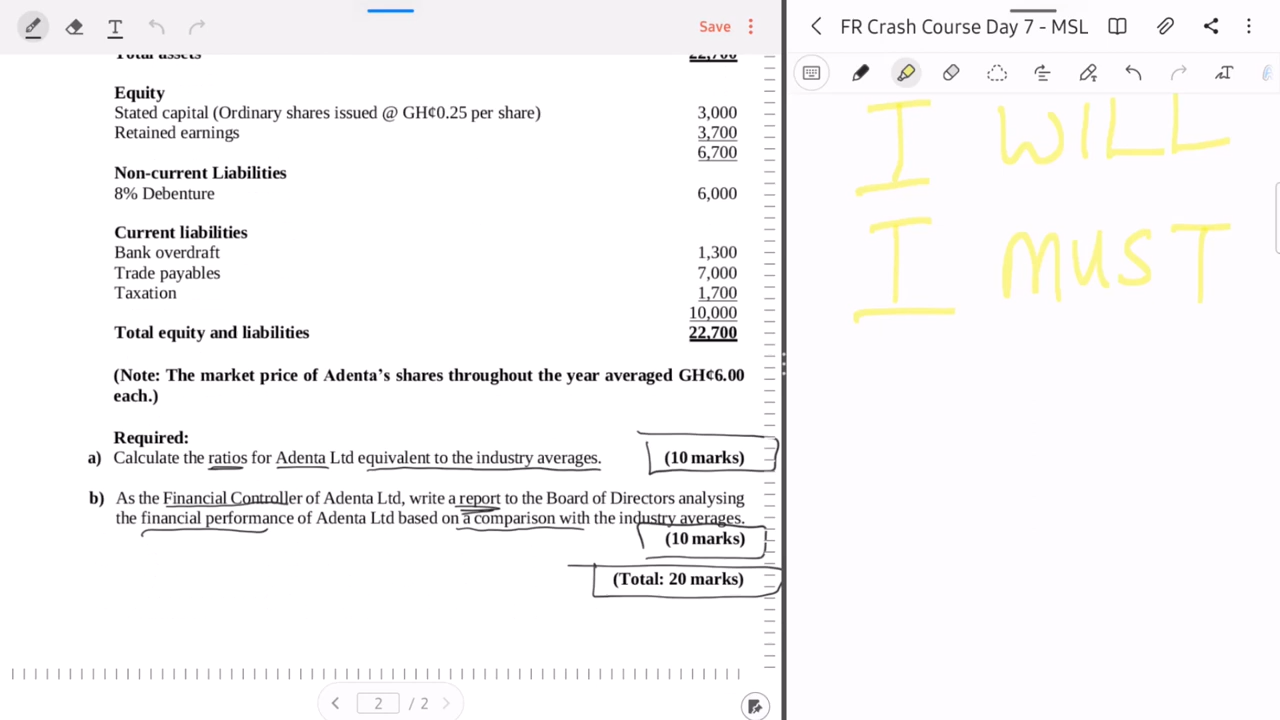 Save
FR Crash Course Day 7 - MSL
Total assets 22,700
Equity
Stated capital (Ordinary shares issued @ GH¢0.25 per share) 3,000
Retained earnings 3,700
6,700
Non-current Liabilities
8% Debenture 6,000
Current liabilities
Bank overdraft 1,300
Trade payables 7,000
Taxation 1,700
10,000
Total equity and liabilities 22,700
(Note: The market price of Adenta's shares throughout the year averaged GH¢6.00
each.)
Required:
a) Calculate the ratios for Adenta Ltd equivalent to the industry averages. (10 marks)
b) As the Financial Controller of Adenta Ltd, write a report to the Board of Directors analysing
the financial performance of Adenta Ltd based on a comparison with the industry averages.
(10 marks)
(Total: 20 marks)
2 / 2
I WILL
I MUST